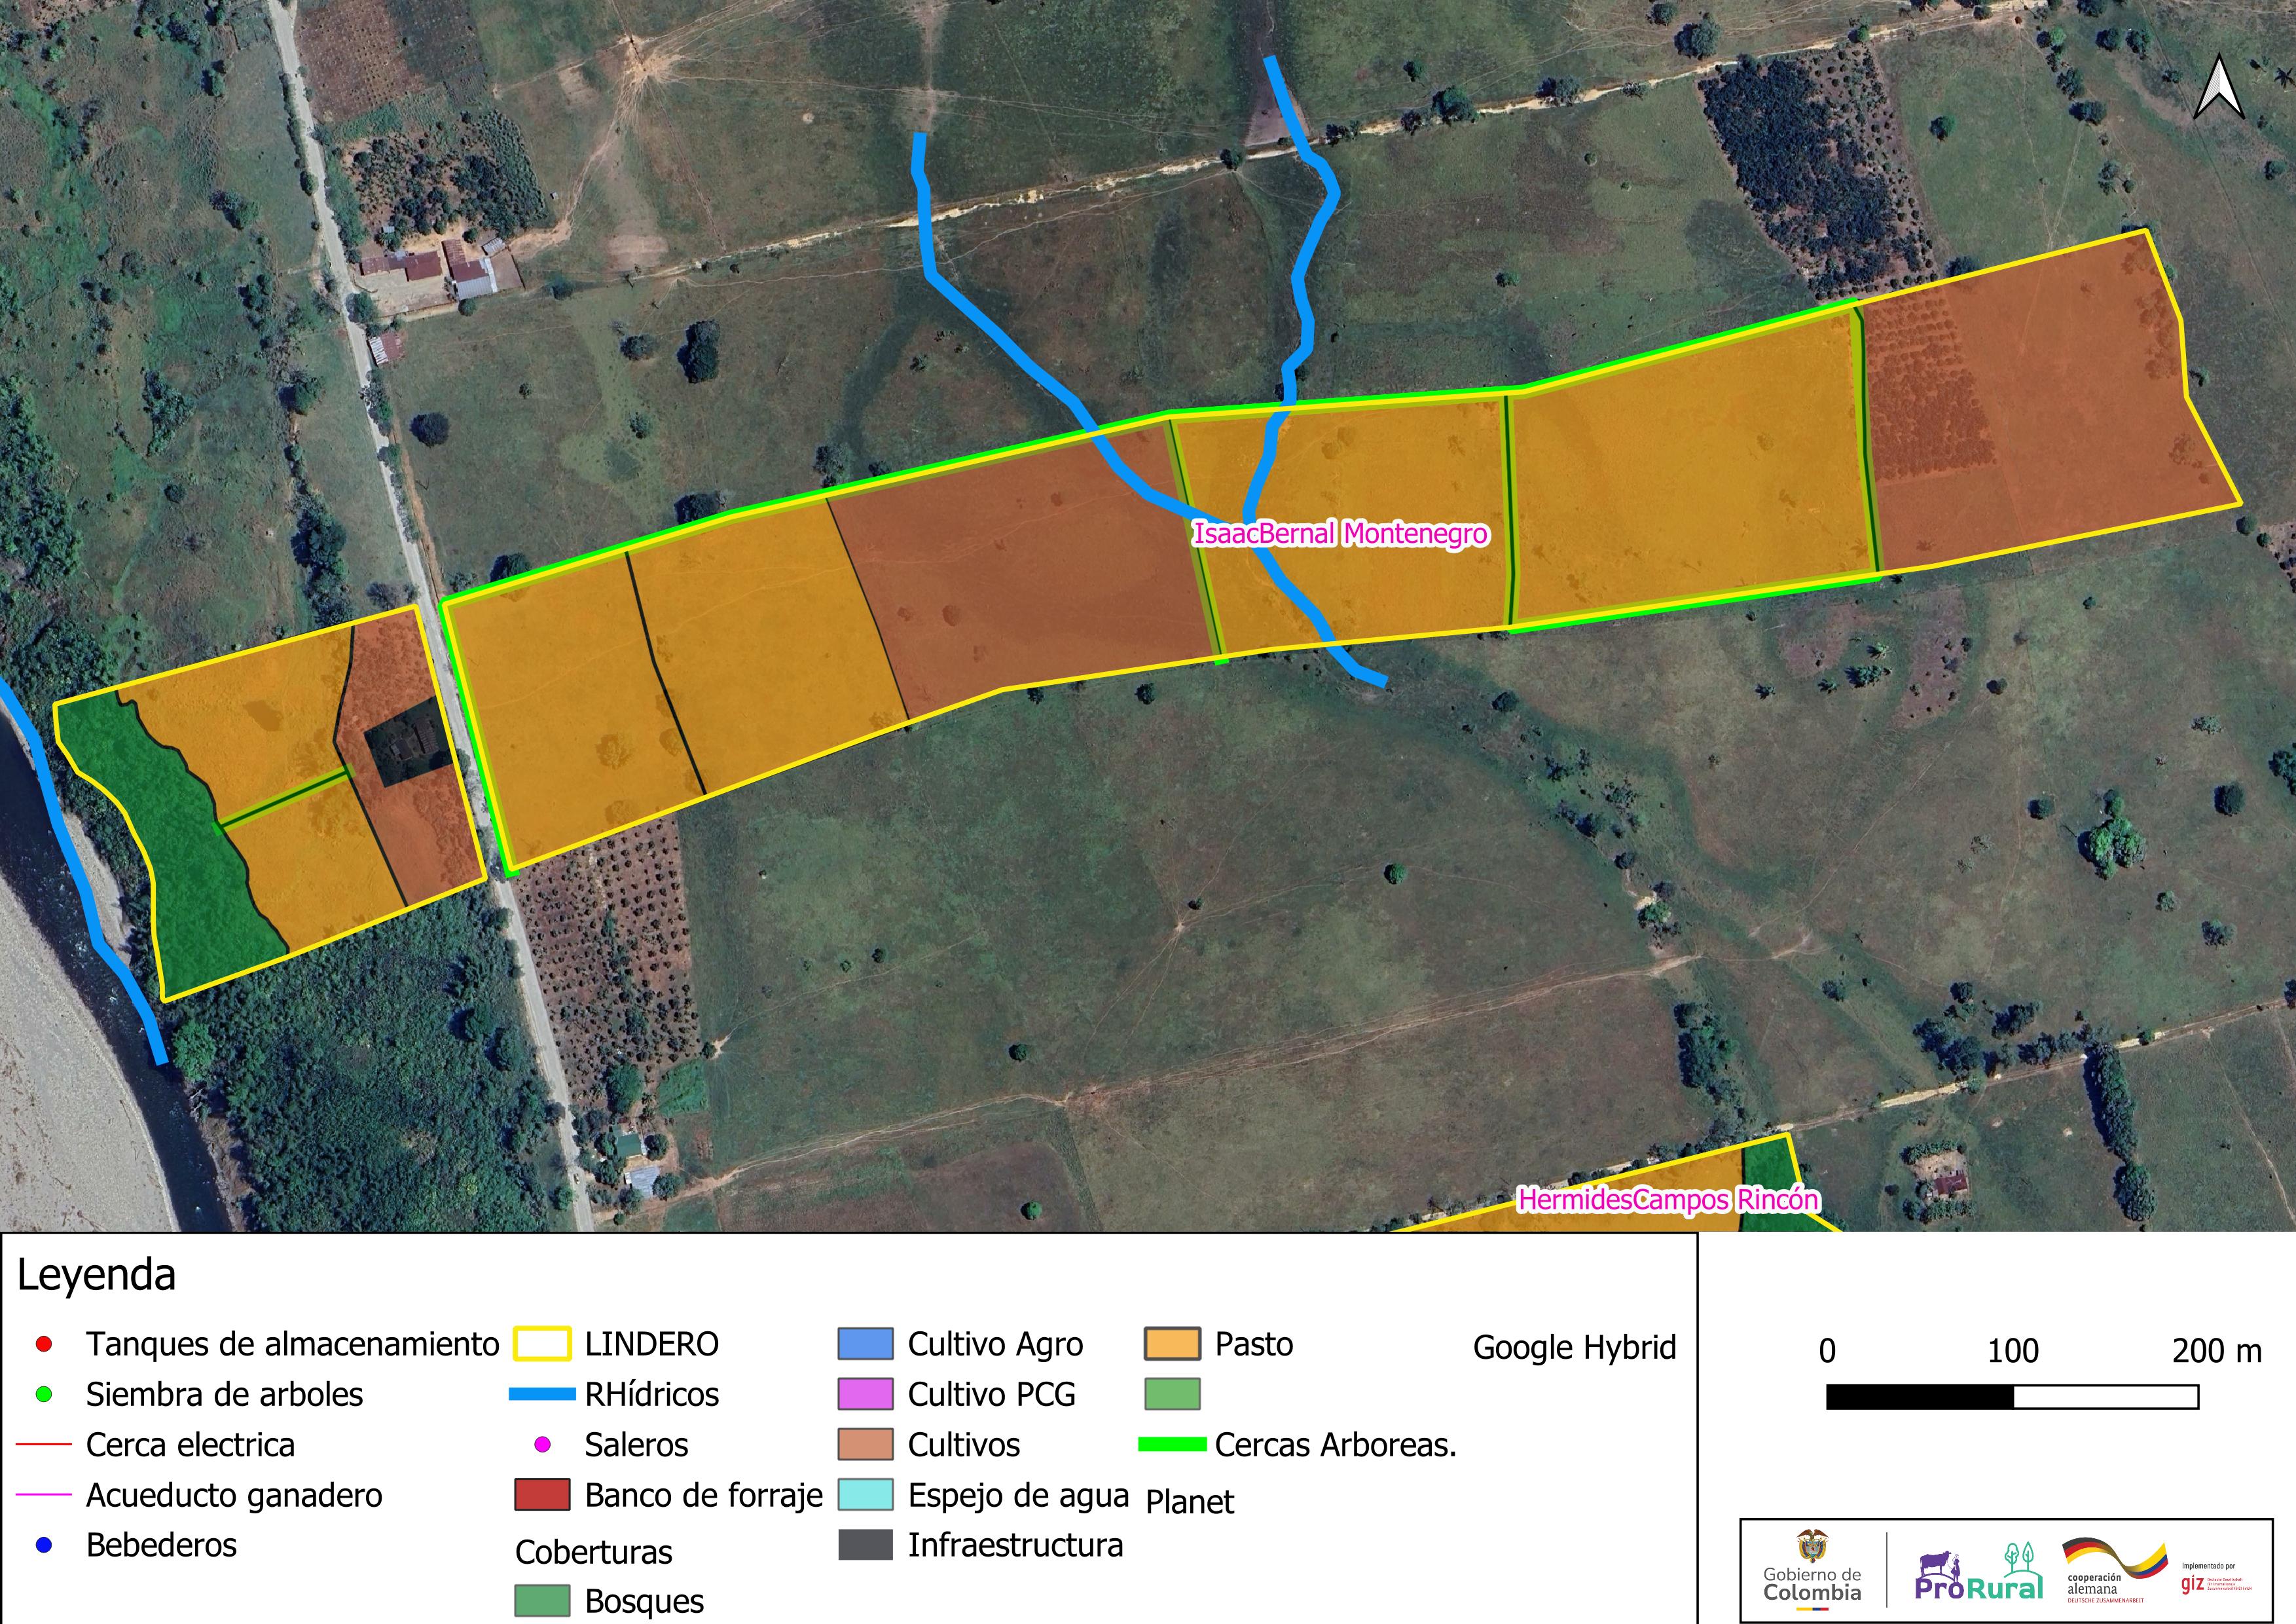 IsaacBernal Montenegro
HermidesCampos Rincón
Leyenda
Tanques de almacenamiento
Siembra de arboles
Cerca electrica
Acueducto ganadero
Bebederos
LINDERO
RHídricos
Saleros
Banco de forraje
Coberturas
Bosques
Cultivo Agro
Cultivo PCG
Cultivos
Espejo de agua
Infraestructura
Pasto
Cercas Arboreas.
Planet
Google Hybrid
0 100 200 m
Gobierno de
Colombia
ProRural
cooperación
alemana
DEUTSCHE ZUSAMMENARBEIT
Implementado por
giz